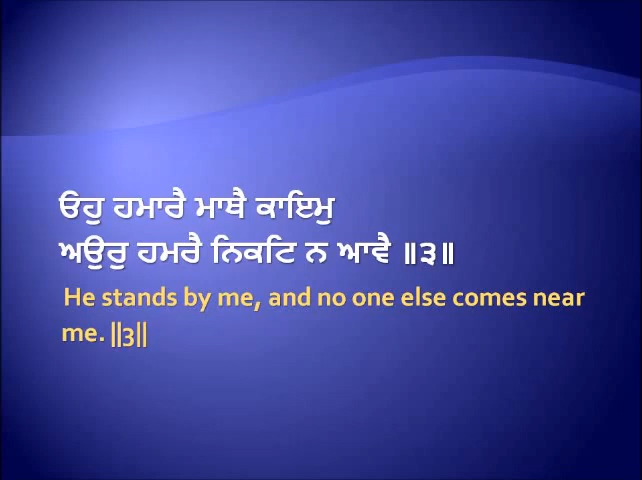 ਓਹੁ ਹਮਾਰੈ ਮਾਥੈ ਕਾਇਮੁ
ਅਉਰੁ ਹਮਰੈ ਨਿਕਟਿ ਨ ਆਵੈ ॥੩॥
He stands by me, and no one else comes near
me. ||3||